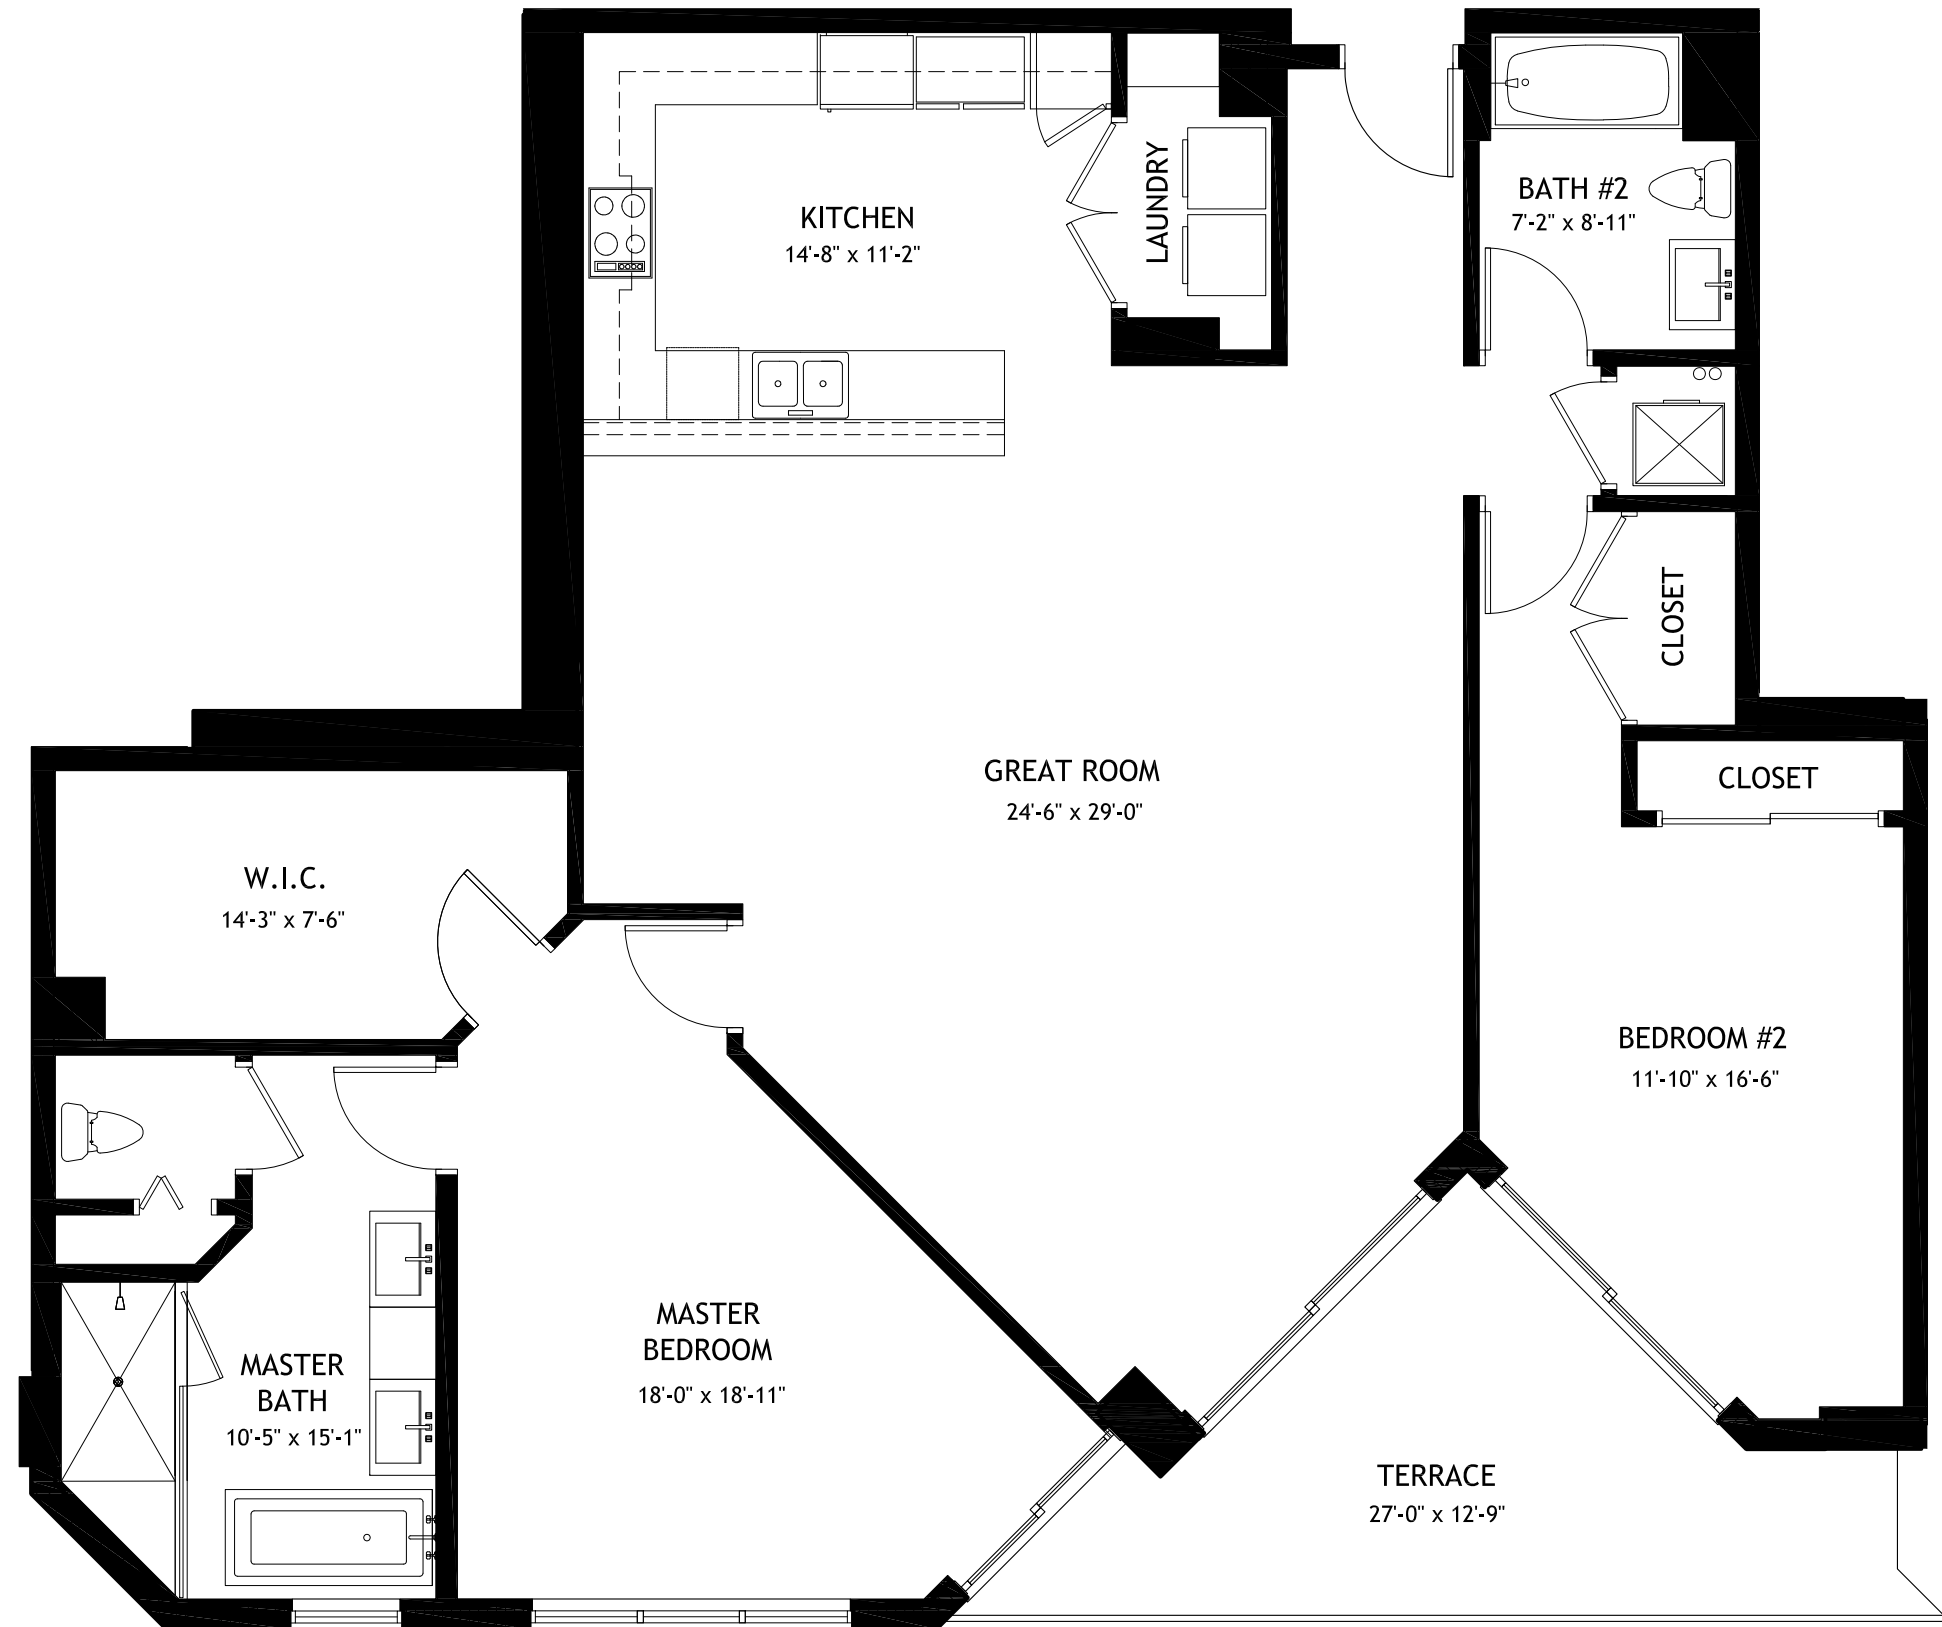 KITCHEN
14'-8" x 11'-2"
LAUNDRY
BATH #2
7'-2" x 8'-11"
CLOSET
CLOSET
GREAT ROOM
24'-6" x 29'-0"
W.I.C.
14'-3" x 7'-6"
BEDROOM #2
11'-10" x 16'-6"
MASTER
BEDROOM
18'-0" x 18'-11"
MASTER
BATH
10'-5" x 15'-1"
TERRACE
27'-0" x 12'-9"